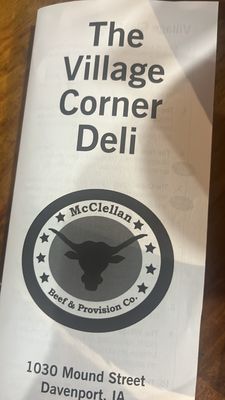 The
Village
Corner
Deli
McClellan
Beef & Provision Co.
1030 Mound Street
Davenport, IA